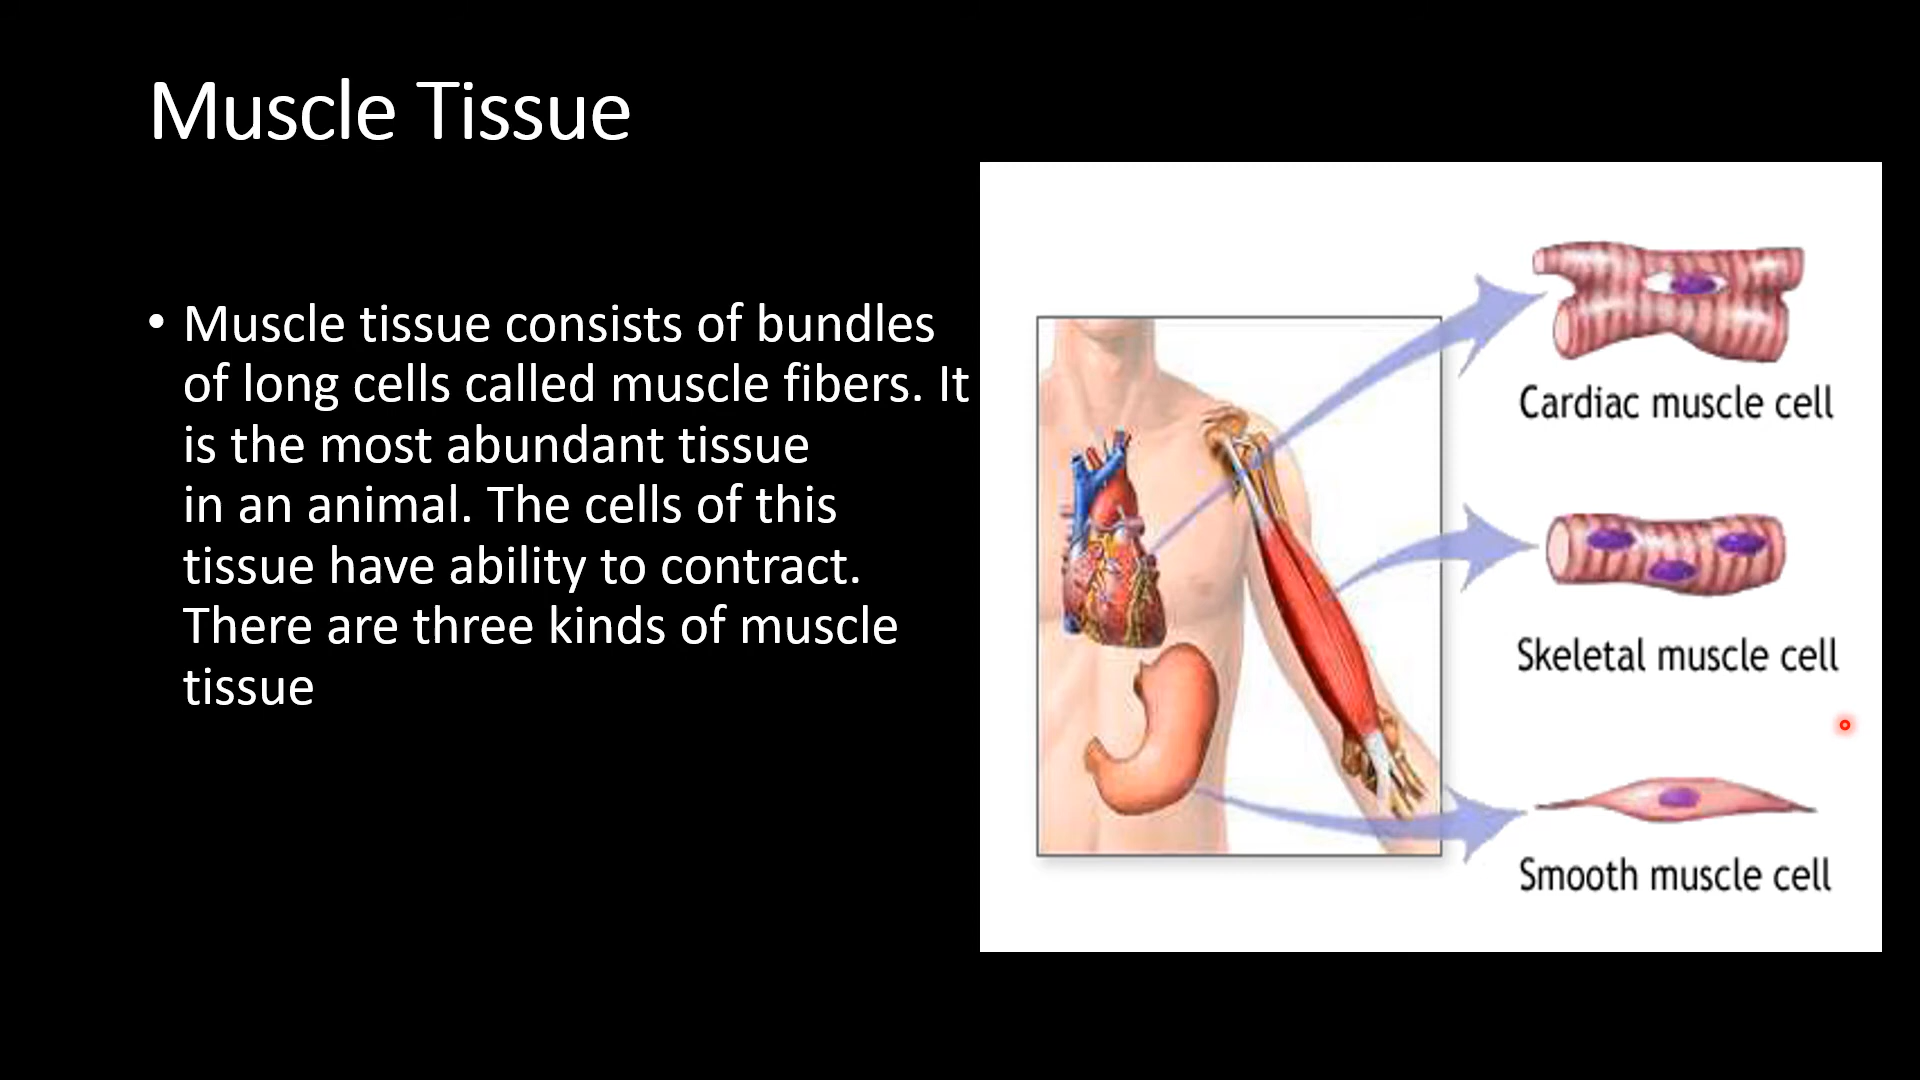 Muscle Tissue
• Muscle tissue consists of bundles
of long cells called muscle fibers. It
is the most abundant tissue
in an animal. The cells of this
tissue have ability to contract.
There are three kinds of muscle
tissue
Cardiac muscle cell
Skeletal muscle cell
Smooth muscle cell